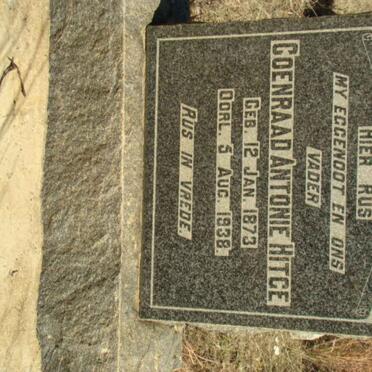 HIER RUS
MY EGGENOOT EN ONS
VADER
COENRAAD ANTONIE HITGE
GEB. 12 JAN. 1873
OORL. 5 AUG. 1938.
RUS IN VREDE.